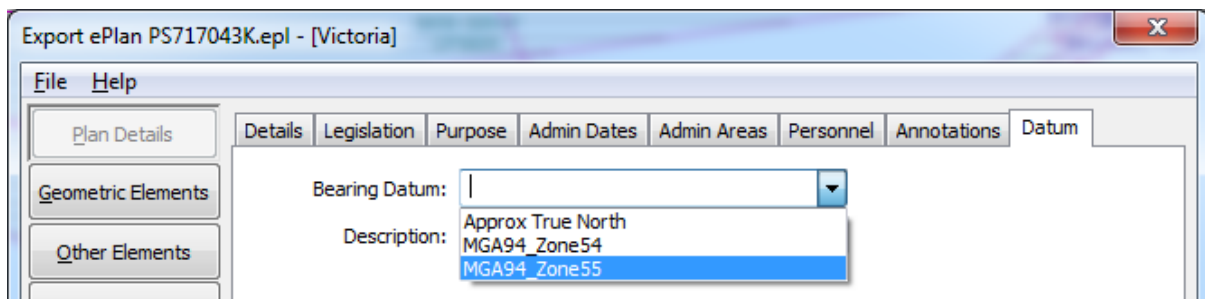 Export ePlan PS717043K.epl - [Victoria]
File Help
Plan Details
Geometric Elements
Other Elements
Details Legislation Purpose Admin Dates Admin Areas Personnel Annotations Datum
Bearing Datum:
Description:
Approx True North
MGA94_Zone54
MGA94_Zone55